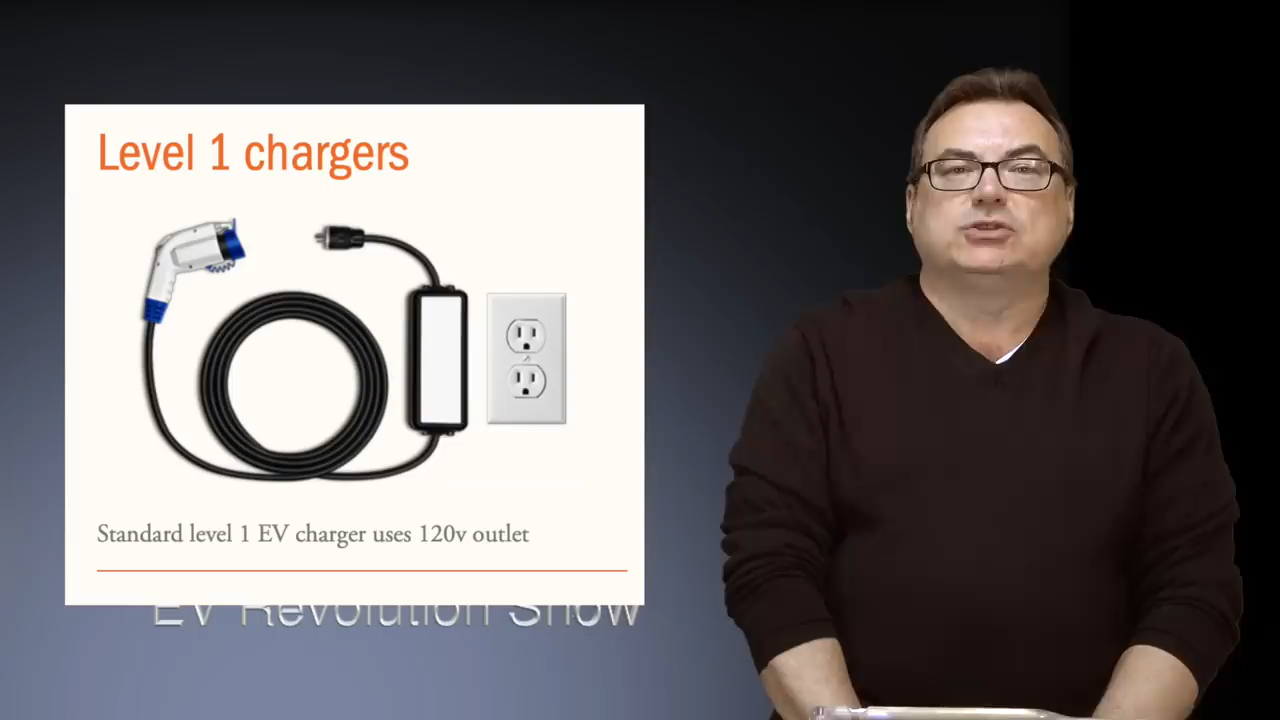 Level 1 chargers
Standard level 1 EV charger uses 120v outlet
EV Revolution Show